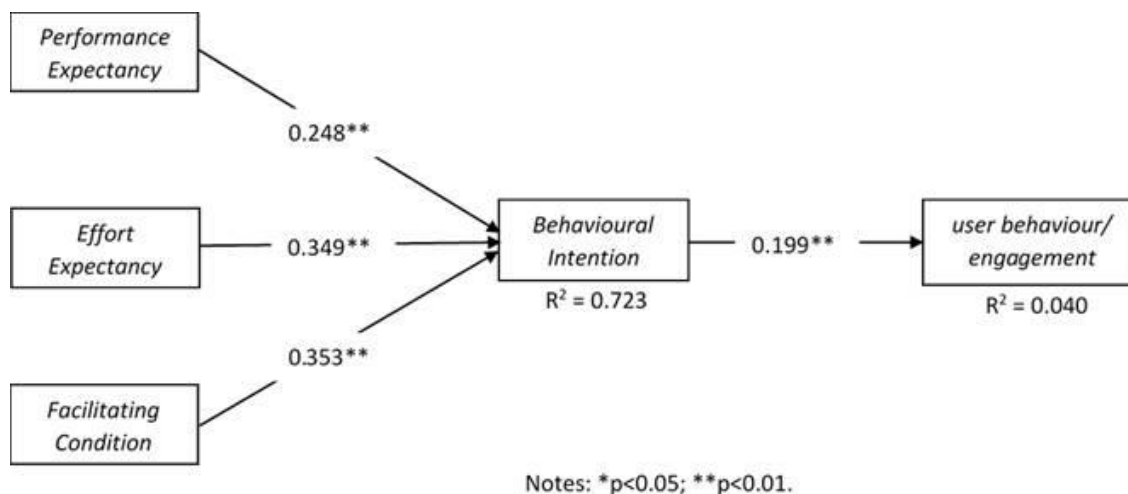 Performance
Expectancy
0.248**
Effort
Expectancy
0.349**
Behavioural
Intention
0.199**
user behaviour/
engagement
R² = 0.723
R² = 0.040
0.353**
Facilitating
Condition
Notes: *p<0.05; **p<0.01.